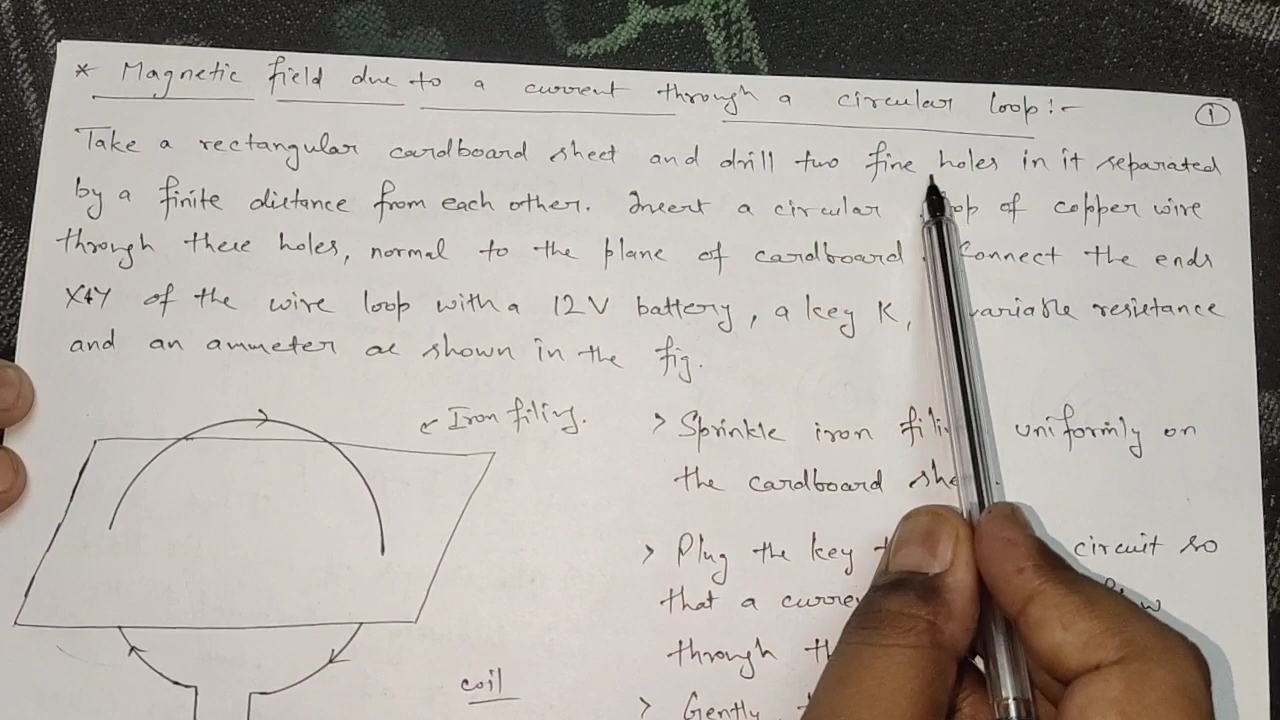 * Magnetic field due to a current through a circular loop:-
1
Take a rectangular cardboard sheet and drill two fine holes in it separated
by a finite distance from each other. Insert a circular of copper wire
through these holes, normal to the plane of cardboard. Connect the ends
X&Y of the wire loop with a 12V battery, a key K, variable resistance
and an ammeter as shown in the fig.
Iron filings.
> Sprinkle iron uniformly on
the cardboard
> Plug the key circuit so
that a
through
coil
> Gently